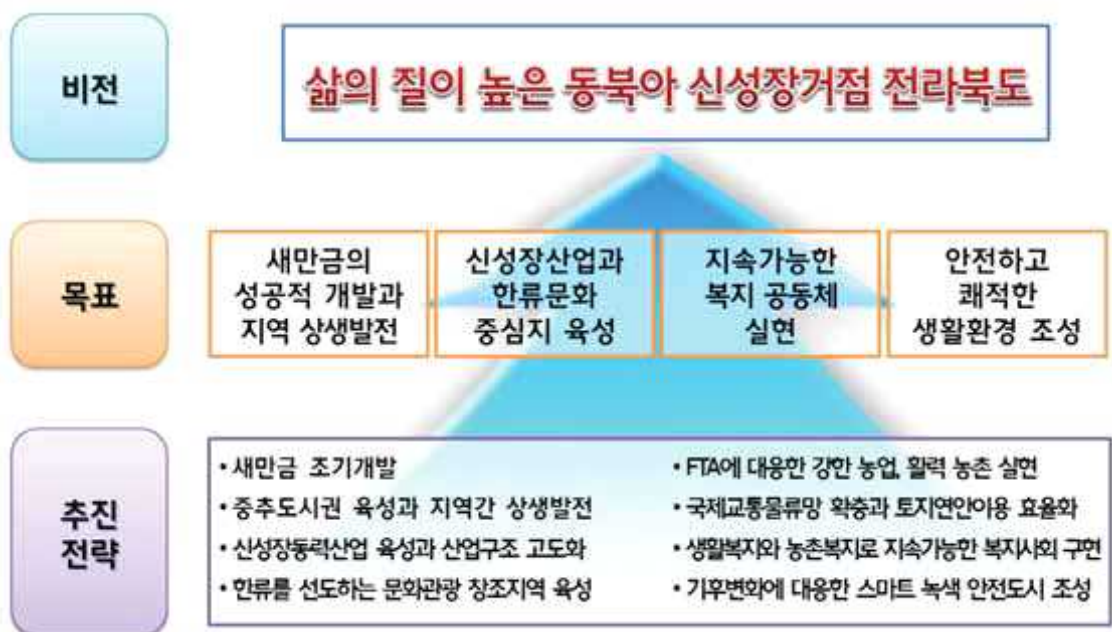 비전
삶의 질이 높은 동북아 신성장거점 전라북도
목표
새만금의
성공적 개발과
지역 상생발전
신성장산업과
한류문화
중심지 육성
지속가능한
복지 공동체
실현
안전하고
쾌적한
생활환경 조성
추진
전략
• 새만금 조기개발
• 중추도시권 육성과 지역간 상생발전
• 신성장동력산업 육성과 산업구조 고도화
• 한류를 선도하는 문화관광 창조지역 육성
• FTA에 대응한 강한 농업, 활력 농촌 실현
• 국제교통물류망 확충과 토지연안이용 효율화
• 생활복지와 농촌복지로 지속가능한 복지사회 구현
• 기후변화에 대응한 스마트 녹색 안전도시 조성